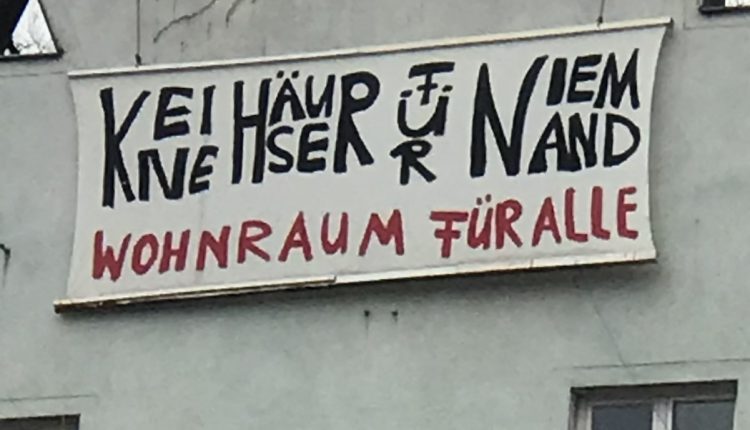 KEINE HÄUSER FÜR NIEMAND
WOHNRAUM FÜR ALLE